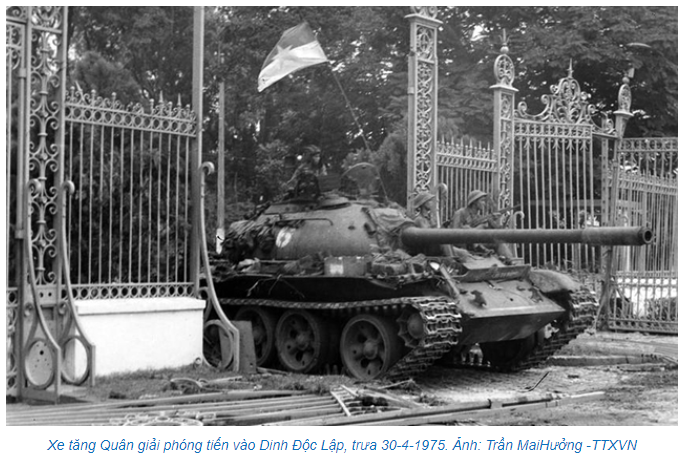 Xe tăng Quân giải phóng tiến vào Dinh Độc Lập, trưa 30-4-1975. Ảnh: Trần MaiHưởng -TTXVN